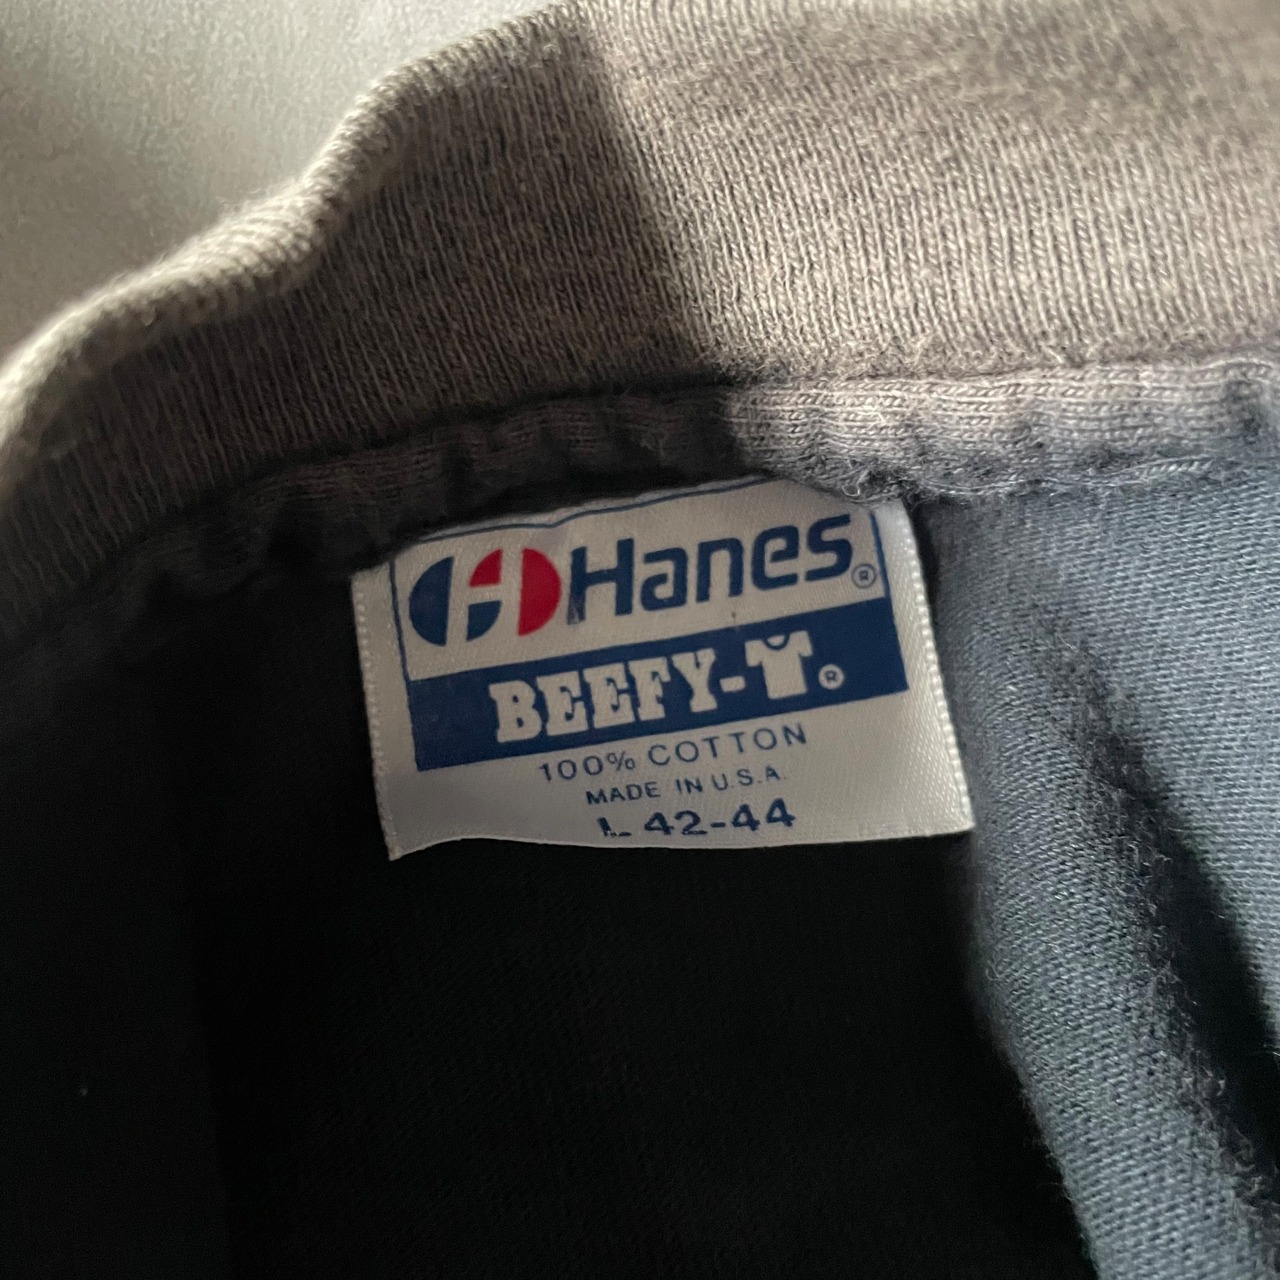 Hanes®
BEEFY-T®
100% COTTON
MADE IN U.S.A.
L 42-44